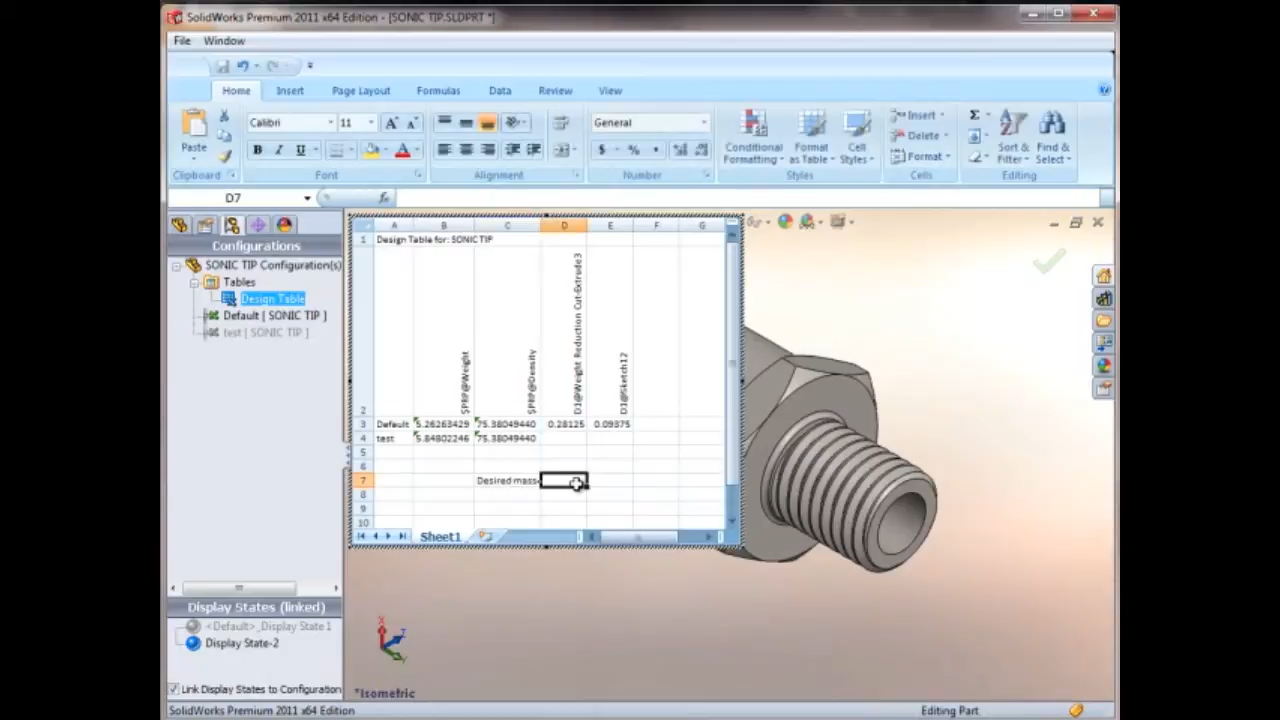 SolidWorks Premium 2011 x64 Edition - [SONIC TIP.SLDPRT *]
File Window
Home Insert Page Layout Formulas Data Review View
Calibri 11 General
Paste
B I U
$ %
Conditional Formatting
Format as Table
Cell Styles
Insert
Delete
Format
Σ
Sort & Filter
Find & Select
Clipboard Font Alignment Number Styles Cells Editing
D7 fx
Configurations
SONIC TIP Configuration(s)
Tables
Design Table
Default [ SONIC TIP ]
test [ SONIC TIP ]
A B C D E F G
1 Design Table for: SONIC TIP
2 $PRP@Weight $PRP@Density D1@Weight Reduction Cut-Extrude3 D1@Sketch12
3 Default 5.26263429 75.38049440 0.28125 0.09375
4 test 5.84802246 75.38049440
5
6
7 Desired mass
8
9
10
Sheet1
Display States (linked)
<Default>_Display State 1
Display State-2
Link Display States to Configuration
*Isometric
SolidWorks Premium 2011 x64 Edition Editing Part